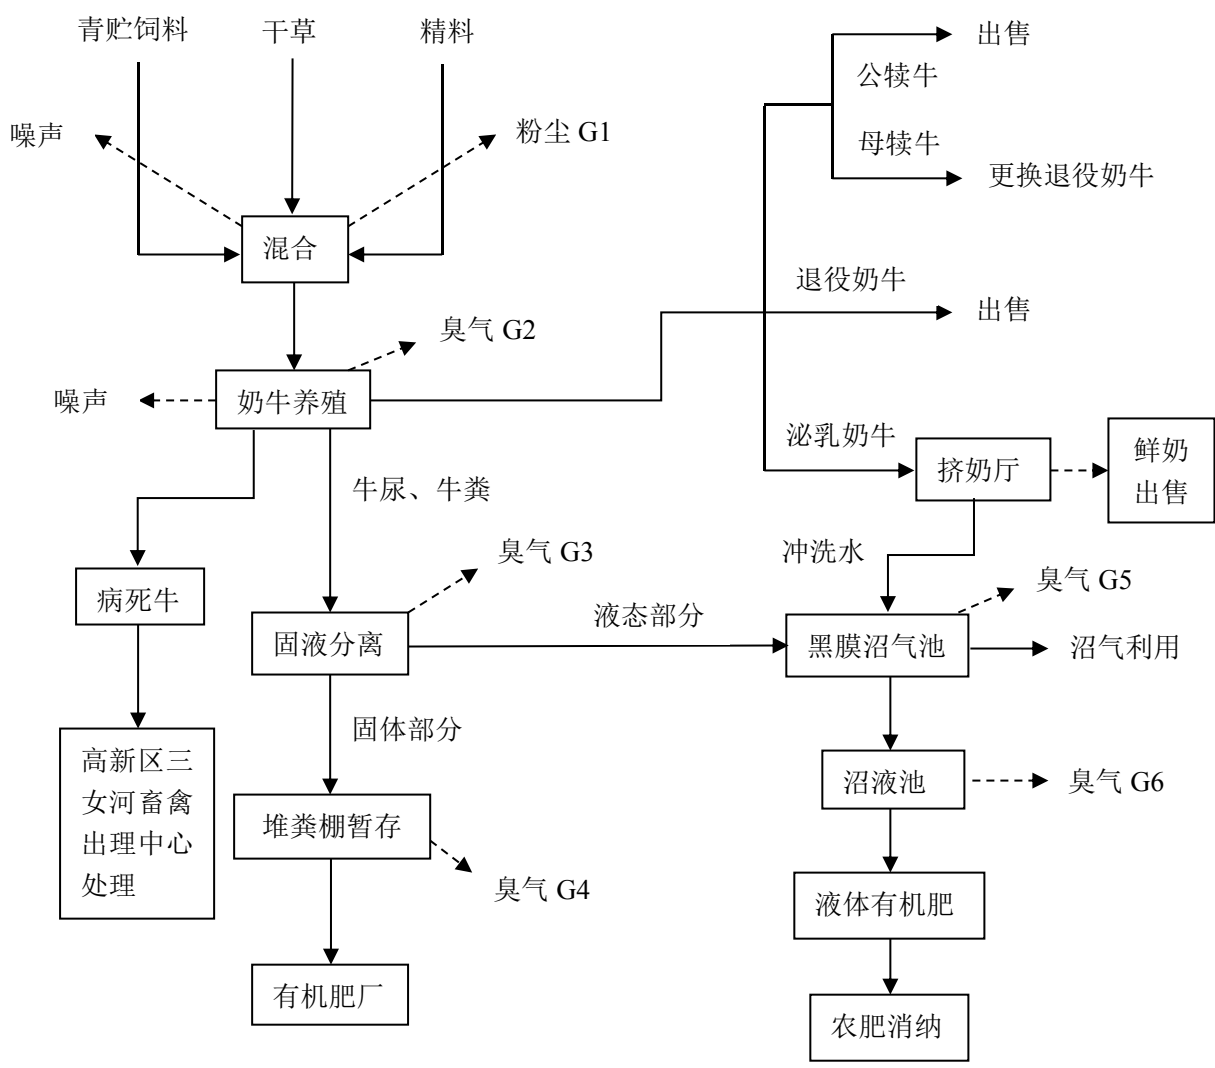 青贮饲料
干草
精料
出售
公犊牛
噪声
粉尘 G1
母犊牛
更换退役奶牛
混合
退役奶牛
出售
臭气 G2
噪声
奶牛养殖
泌乳奶牛
挤奶厅
鲜奶
出售
牛尿、牛粪
冲洗水
臭气 G3
臭气 G5
病死牛
固液分离
液态部分
黑膜沼气池
沼气利用
固体部分
高新区三
女河畜禽
出理中心
处理
沼液池
臭气 G6
堆粪棚暂存
臭气 G4
液体有机肥
有机肥厂
农肥消纳